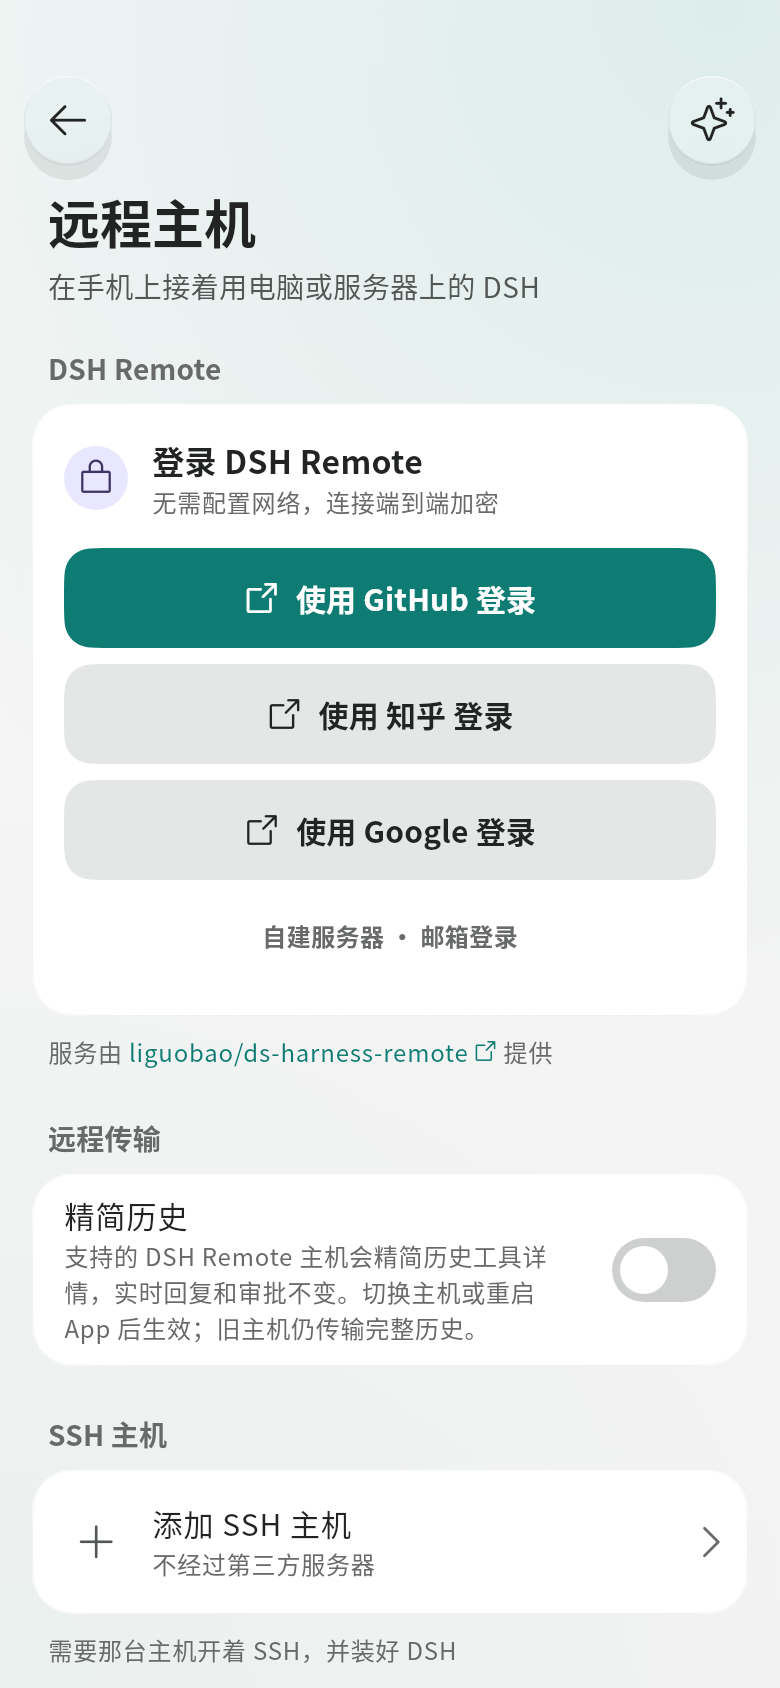 远程主机
在手机上接着用电脑或服务器上的 DSH
DSH Remote
登录 DSH Remote
无需配置网络，连接端到端加密
使用 GitHub 登录
使用 知乎 登录
使用 Google 登录
自建服务器 · 邮箱登录
服务由 liguobao/ds-harness-remote 提供
远程传输
精简历史
支持的 DSH Remote 主机会精简历史工具详
情，实时回复和审批不变。切换主机或重启
App 后生效；旧主机仍传输完整历史。
SSH 主机
添加 SSH 主机
不经过第三方服务器
需要那台主机开着 SSH，并装好 DSH